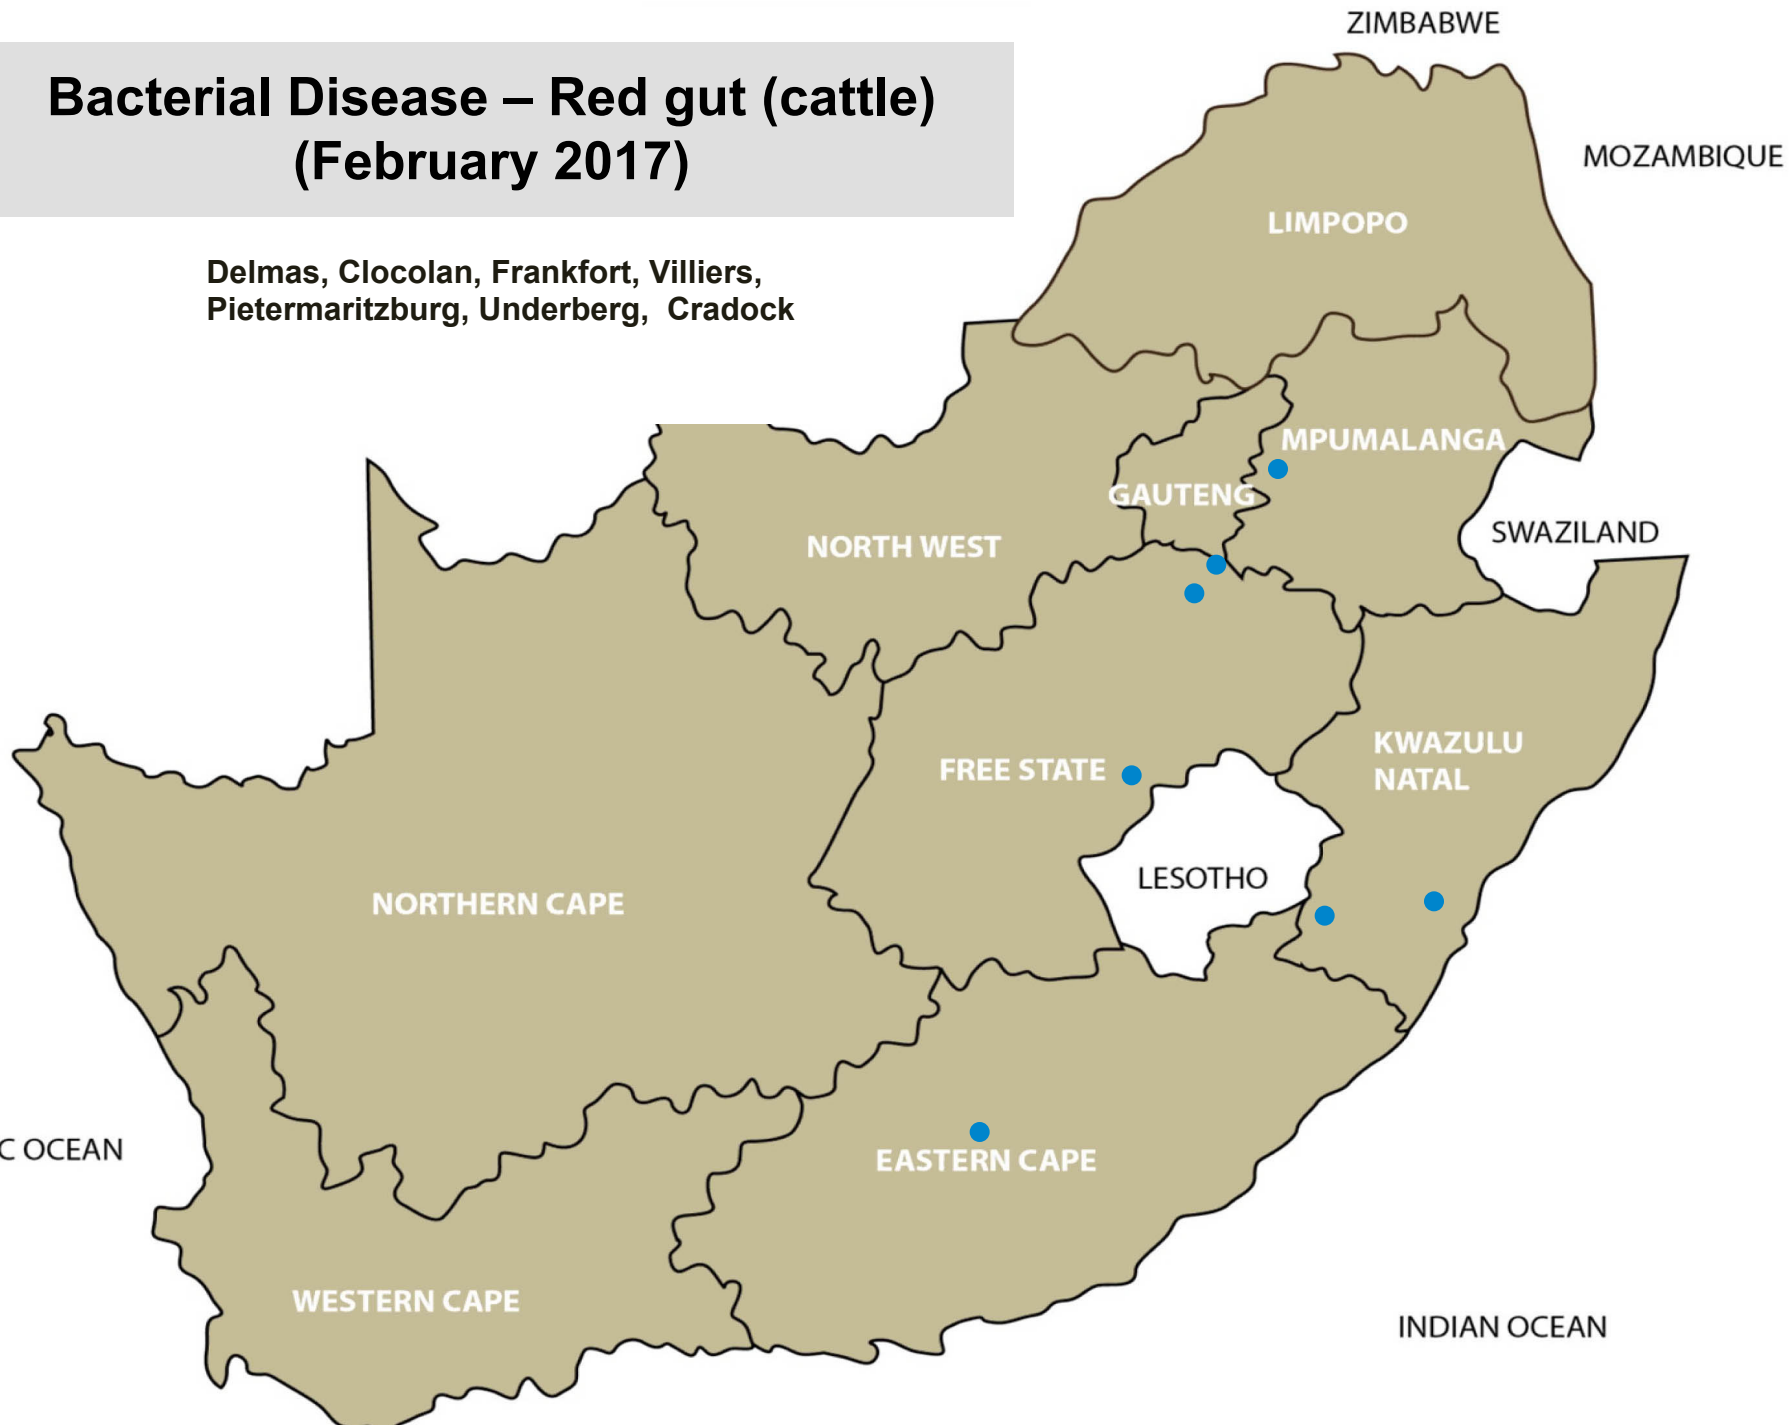 ZIMBABWE
Bacterial Disease – Red gut (cattle)
(February 2017)
MOZAMBIQUE
LIMPOPO
Delmas, Clocolan, Frankfort, Villiers,
Pietermaritzburg, Underberg, Cradock
MPUMALANGA
GAUTENG
SWAZILAND
NORTH WEST
KWAZULU
NATAL
FREE STATE
LESOTHO
NORTHERN CAPE
C OCEAN
EASTERN CAPE
WESTERN CAPE
INDIAN OCEAN